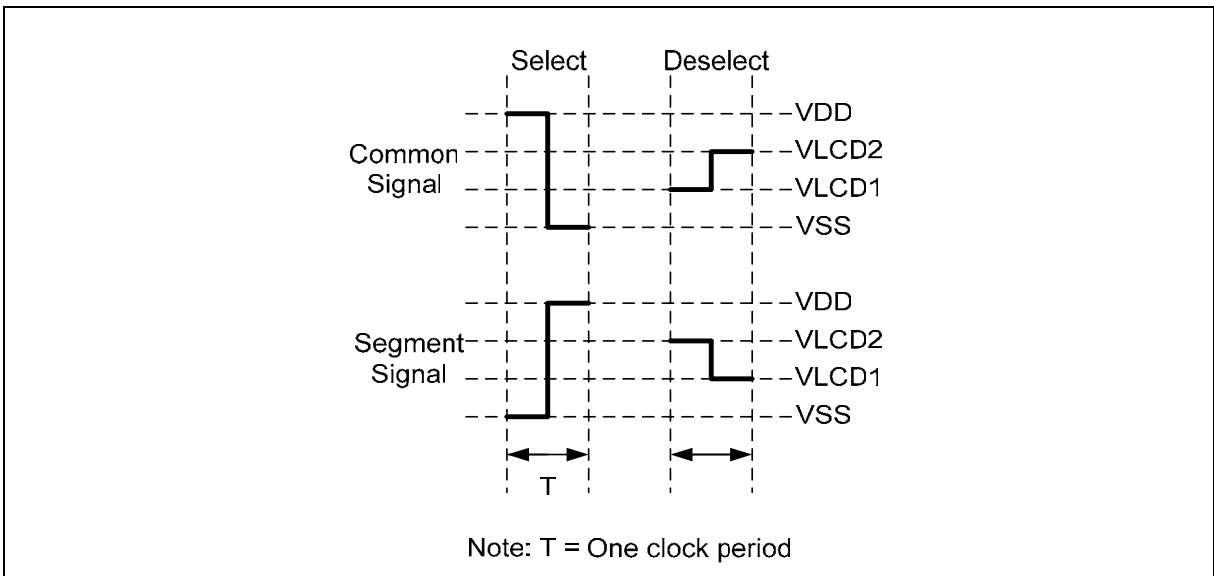 Select
Deselect
VDD
VLCD2
Common
Signal
VLCD1
VSS
VDD
VLCD2
Segment
Signal
VLCD1
VSS
T
Note: T = One clock period